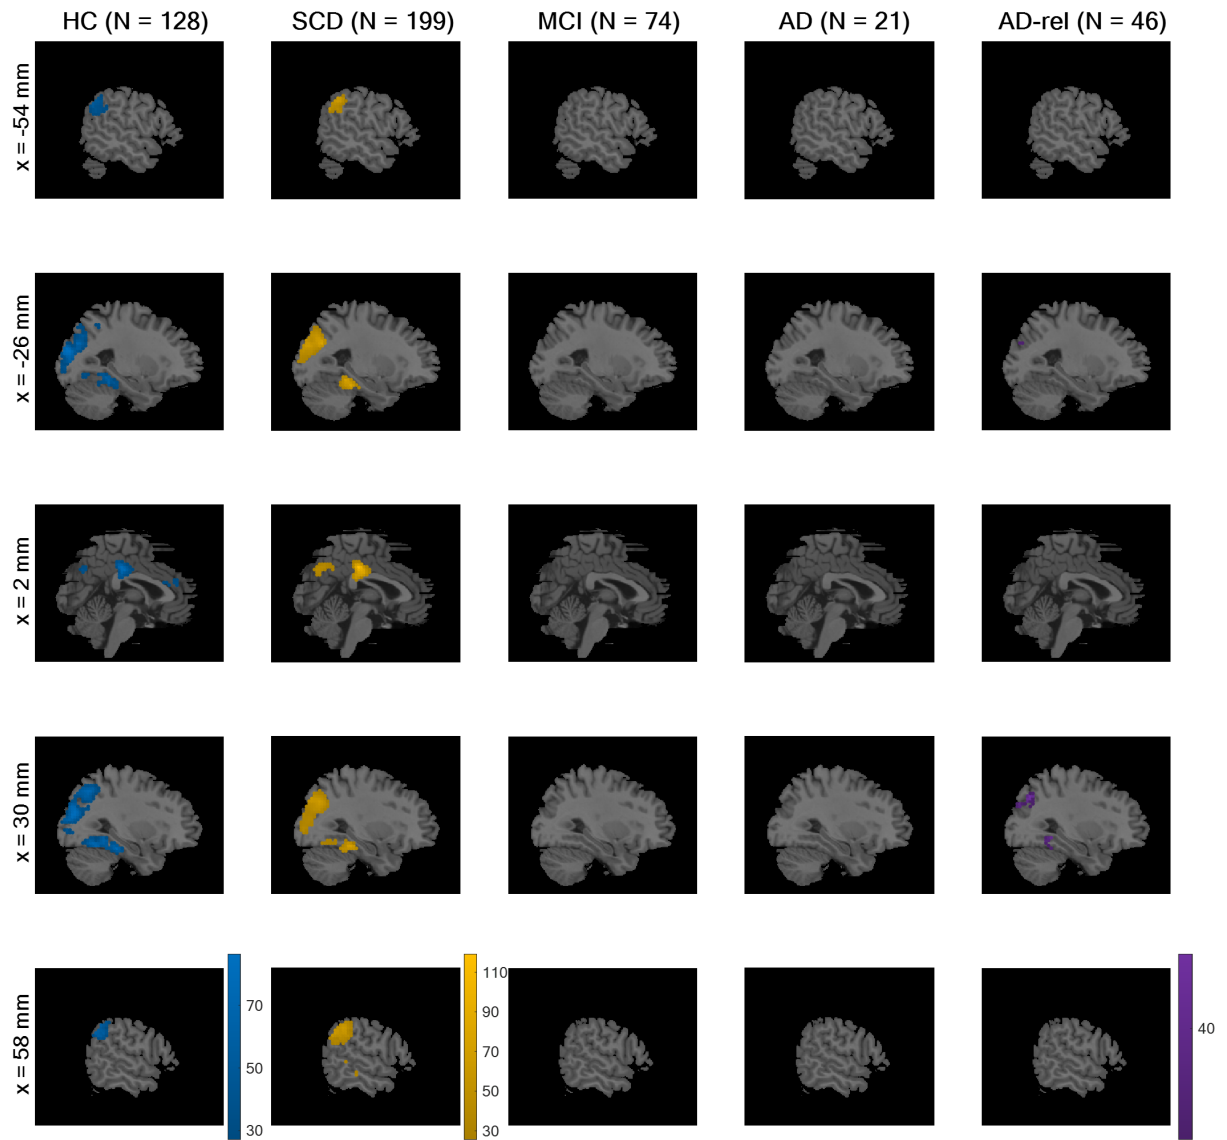 HC (N = 128)
SCD (N = 199)
MCI (N = 74)
AD (N = 21)
AD-rel (N = 46)
x = -54 mm
x = -26 mm
x = 2 mm
x = 30 mm
x = 58 mm
70
50
30
110
90
70
50
30
40